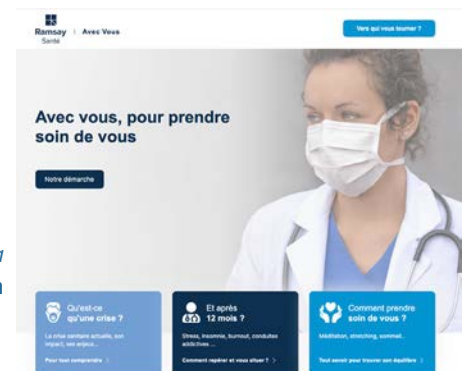 Ramsay
Santé
Avec Vous
Vers qui vous tourner ?
Avec vous, pour prendre
soin de vous
Notre démarche
Qu'est-ce
qu'une crise ?
La crise sanitaire actuelle, son
impact, ses enjeux...
Pour tout comprendre
Et après
12 mois ?
Stress, insomnie, burnout, conduites
addictives ...
Comment repérer et vous situer ?
Comment prendre
soin de vous ?
Méditation, stretching, sommeil..
Tout savoir pour trouver son équilibre